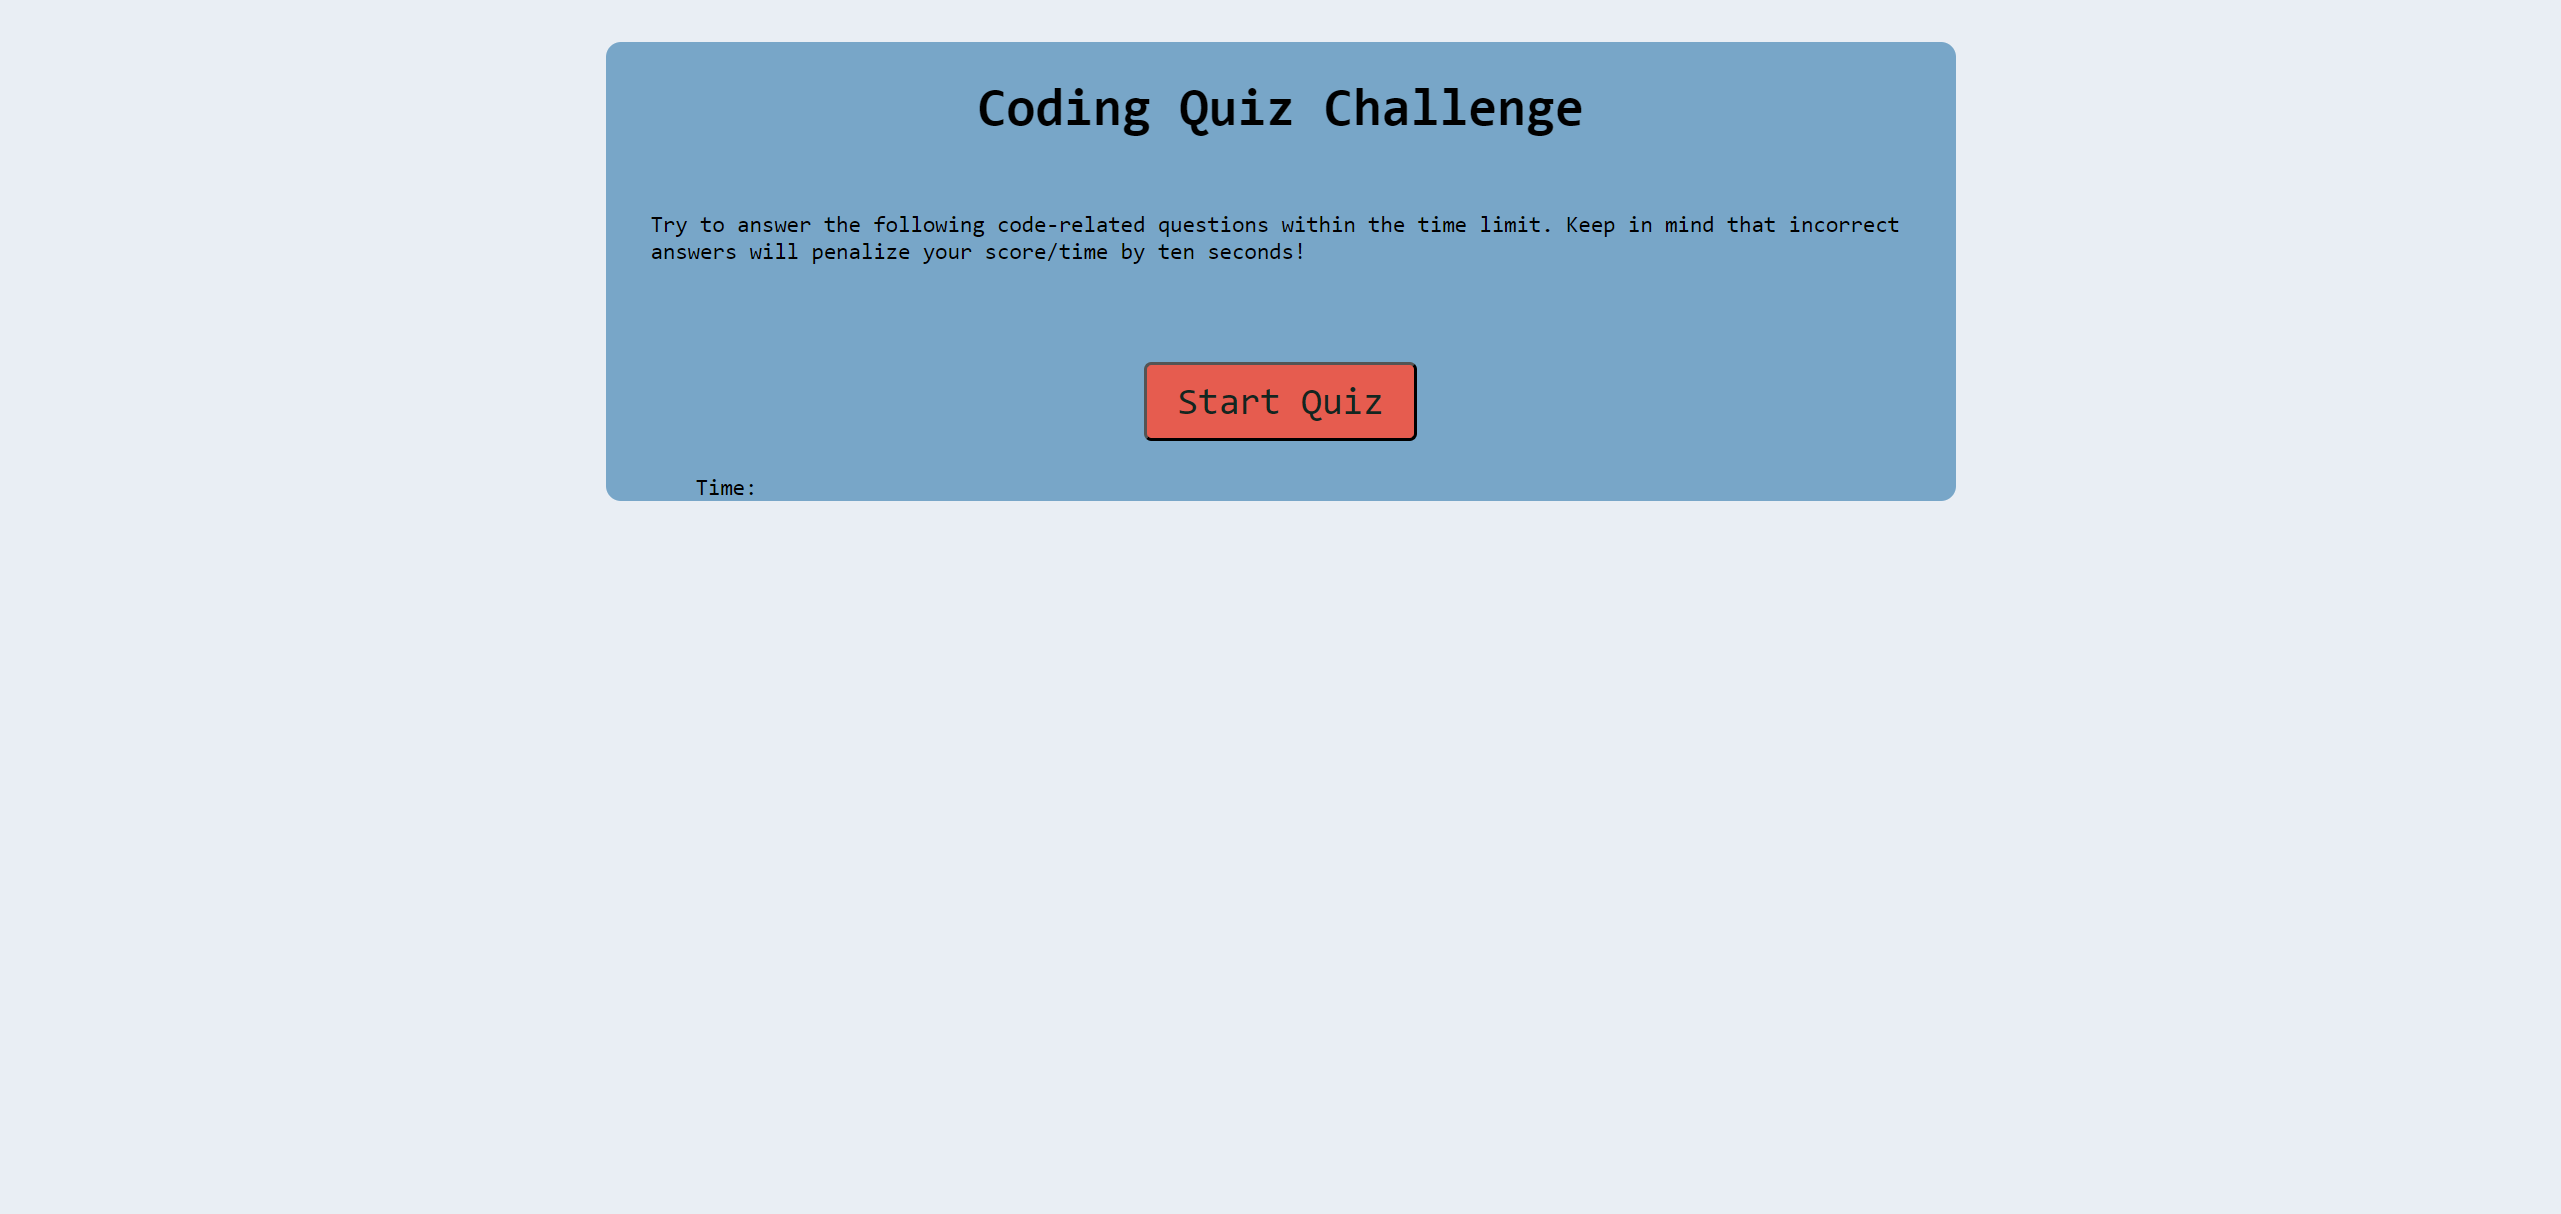 Coding Quiz Challenge
Try to answer the following code-related questions within the time limit. Keep in mind that incorrect
answers will penalize your score/time by ten seconds!
Start Quiz
Time: